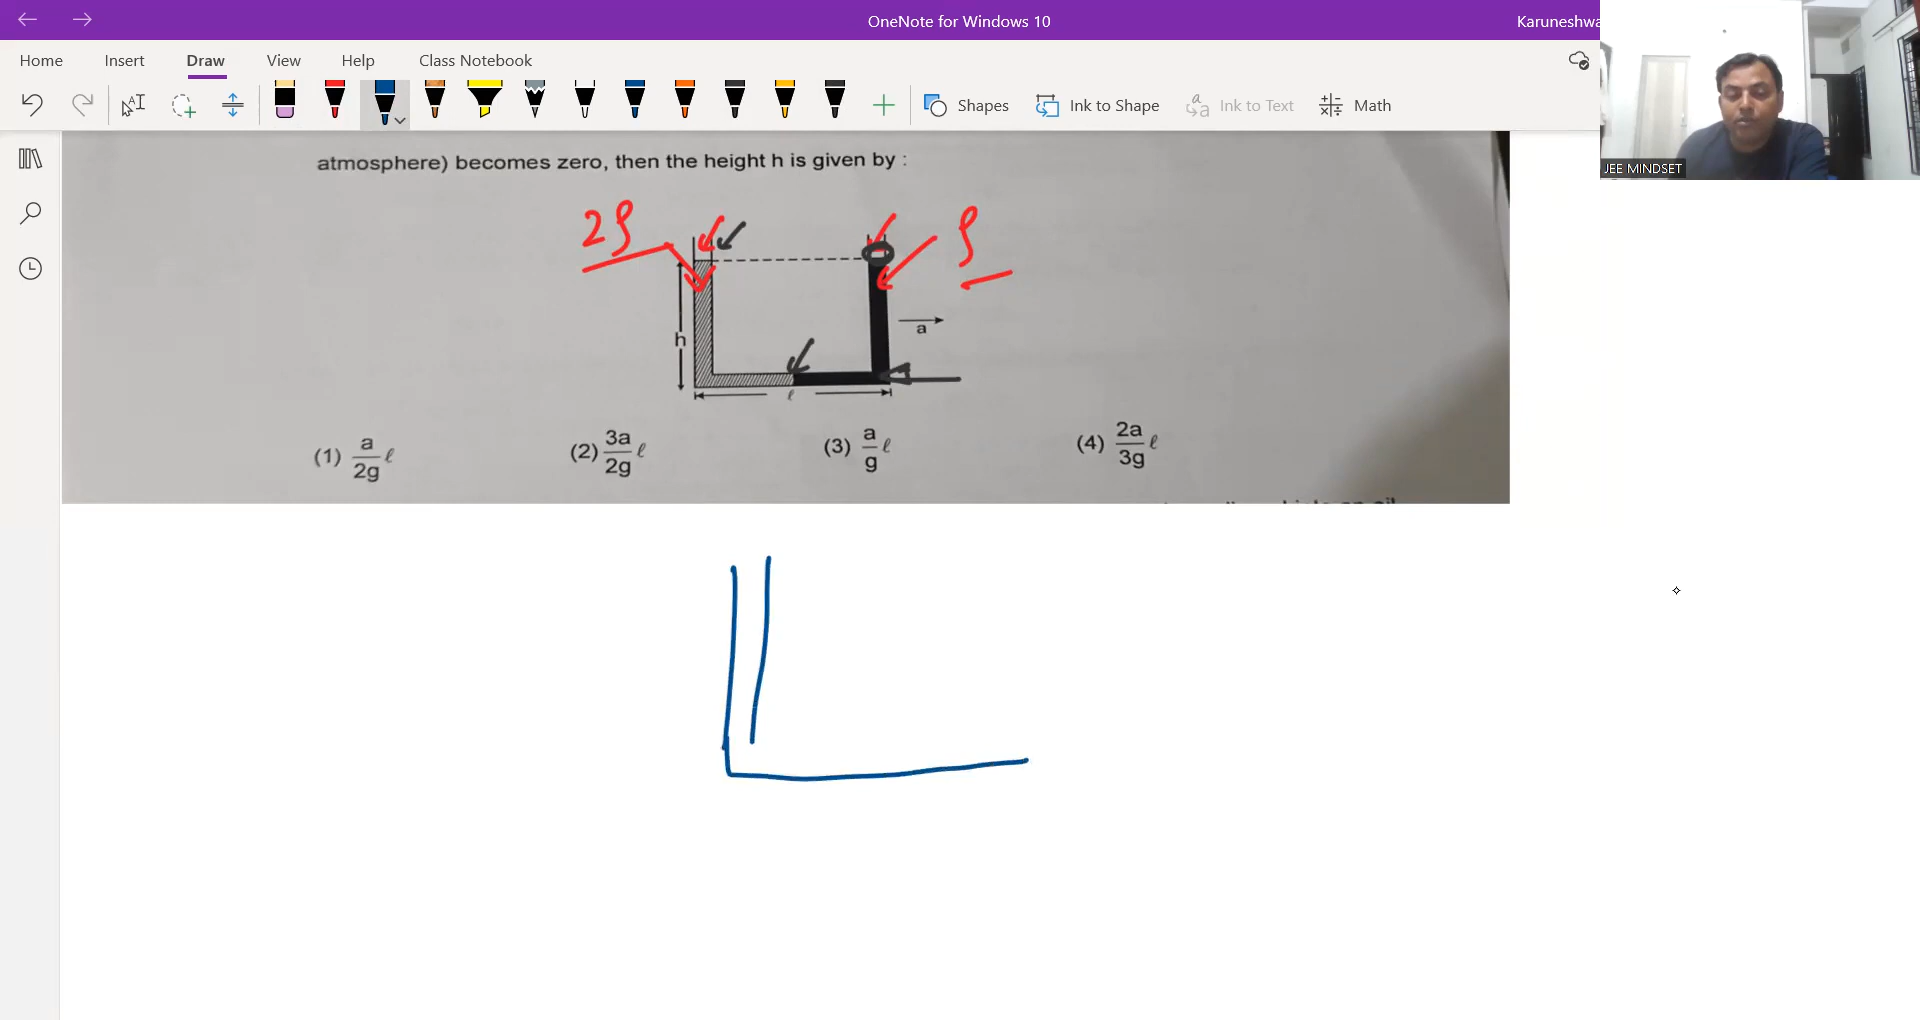 OneNote for Windows 10
Karuneshwa
Home Insert Draw View Help Class Notebook
Shapes Ink to Shape Ink to Text Math
JEE MINDSET
atmosphere) becomes zero, then the height h is given by :
2ρ
ρ
a
h
ℓ
(1) a/2g ℓ (2) 3a/2g ℓ (3) a/g ℓ (4) 2a/3g ℓ